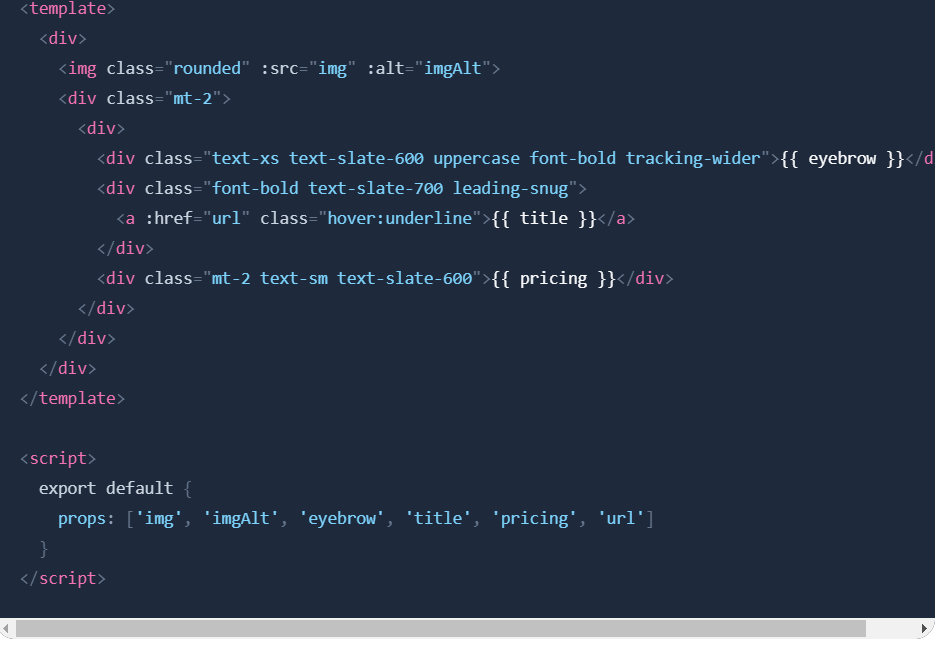 <template>
  <div>
    <img class="rounded" :src="img" :alt="imgAlt">
    <div class="mt-2">
      <div>
        <div class="text-xs text-slate-600 uppercase font-bold tracking-wider">{{ eyebrow }}</d
        <div class="font-bold text-slate-700 leading-snug">
          <a :href="url" class="hover:underline">{{ title }}</a>
        </div>
        <div class="mt-2 text-sm text-slate-600">{{ pricing }}</div>
      </div>
    </div>
  </div>
</template>

<script>
  export default {
    props: ['img', 'imgAlt', 'eyebrow', 'title', 'pricing', 'url']
  }
</script>